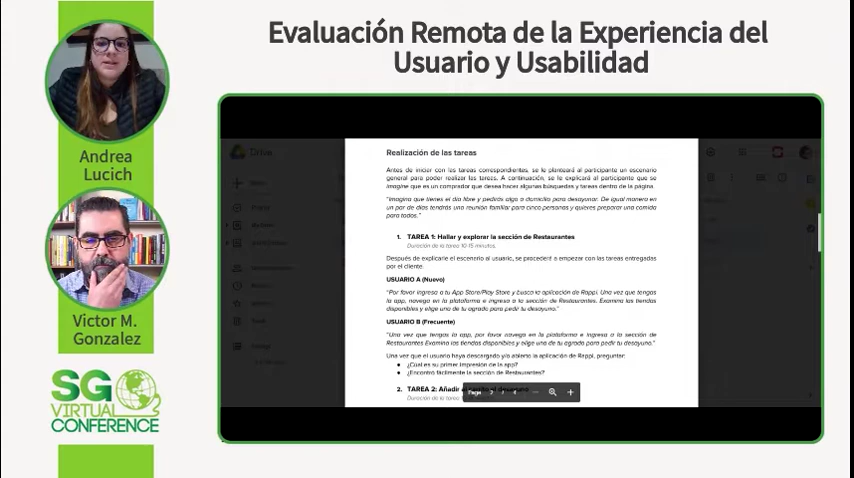 Evaluación Remota de la Experiencia del
Usuario y Usabilidad
Andrea
Lucich
Victor M.
Gonzalez
SG
VIRTUAL
CONFERENCE
Drive
Realización de las tareas
Antes de iniciar con las tareas correspondientes, se le planteará al participante un escenario
general para poder realizar las tareas. A continuación, se le explicará al participante que se
imagine que es un comprador que desea hacer algunas búsquedas y tareas dentro de la página.
"Imagina que tienes el día libre y pedirás algo a domicilio para desayunar. De igual manera en
un par de días tendrás una reunión familiar para cinco personas y quieres preparar una comida
para todos."
1. TAREA 1: Hallar y explorar la sección de Restaurantes
Duración de la tarea 10-15 minutos.
Después de explicarle el escenario al usuario, se procederá a empezar con las tareas entregadas
por el cliente.
USUARIO A (Nuevo)
"Por favor ingresa a tu App Store/Play Store y busca la aplicación de Rappi. Una vez que tengas
la app, navega en la plataforma e ingresa a la sección de Restaurantes. Examina las tiendas
disponibles y elige una de tu agrado para pedir tu desayuno."
USUARIO B (Frecuente)
"Una vez que tengas la app, por favor navega en la plataforma e ingresa a la sección de
Restaurantes Examina las tiendas disponibles y elige una de tu agrado para pedir tu desayuno."
Una vez que el usuario haya descargado y/o abierto la aplicación de Rappi, preguntar:
● ¿Cuál es su primer impresión de la app?
● ¿Encontró fácilmente la sección de Restaurantes?
2. TAREA 2: Añadir
Duración de la tarea
Page 3 / 4